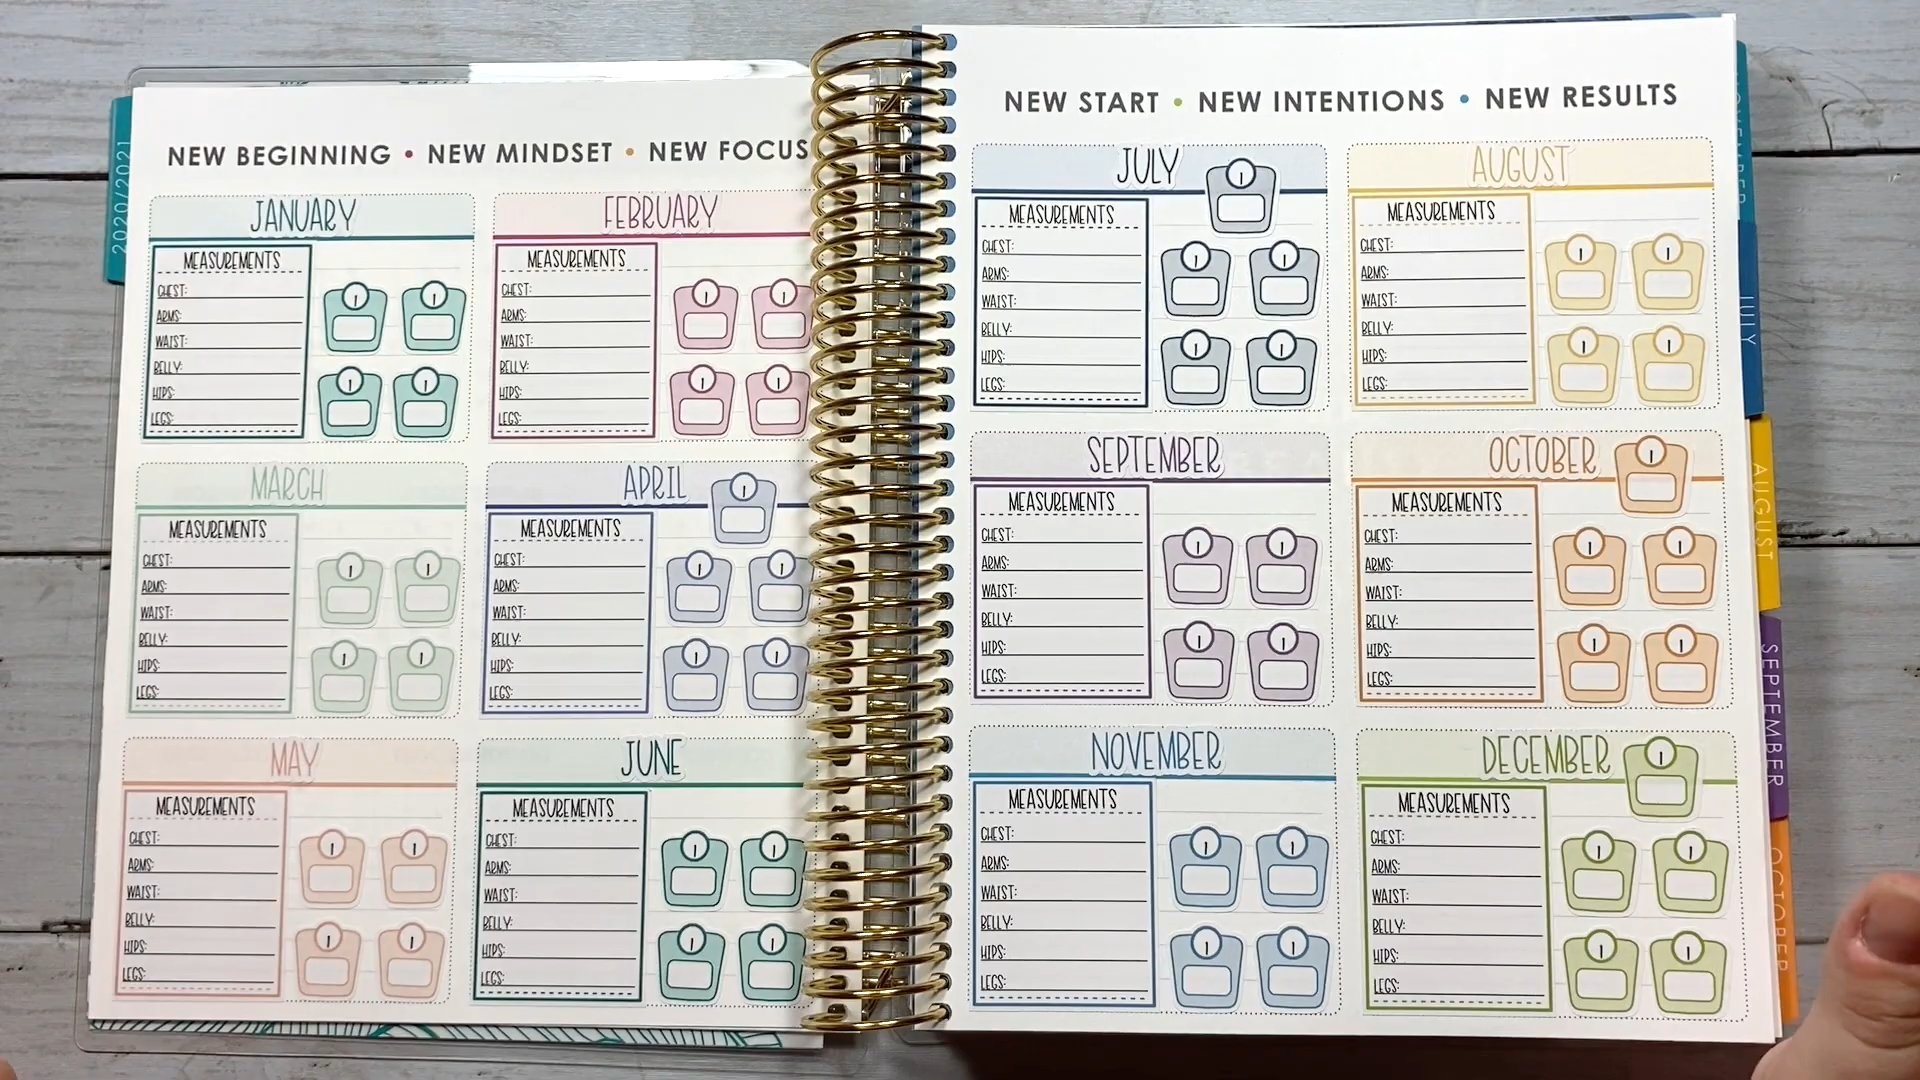 2020/2021
NEW BEGINNING • NEW MINDSET • NEW FOCUS
JANUARY
MEASUREMENTS
CHEST:
ARMS:
WAIST:
BELLY:
HIPS:
LEGS:
FEBRUARY
MEASUREMENTS
CHEST:
ARMS:
WAIST:
BELLY:
HIPS:
LEGS:
MARCH
MEASUREMENTS
CHEST:
ARMS:
WAIST:
BELLY:
HIPS:
LEGS:
APRIL
MEASUREMENTS
CHEST:
ARMS:
WAIST:
BELLY:
HIPS:
LEGS:
MAY
MEASUREMENTS
CHEST:
ARMS:
WAIST:
BELLY:
HIPS:
LEGS:
JUNE
MEASUREMENTS
CHEST:
ARMS:
WAIST:
BELLY:
HIPS:
LEGS:
NEW START • NEW INTENTIONS • NEW RESULTS
JULY
MEASUREMENTS
CHEST:
ARMS:
WAIST:
BELLY:
HIPS:
LEGS:
AUGUST
MEASUREMENTS
CHEST:
ARMS:
WAIST:
BELLY:
HIPS:
LEGS:
SEPTEMBER
MEASUREMENTS
CHEST:
ARMS:
WAIST:
BELLY:
HIPS:
LEGS:
OCTOBER
MEASUREMENTS
CHEST:
ARMS:
WAIST:
BELLY:
HIPS:
LEGS:
NOVEMBER
MEASUREMENTS
CHEST:
ARMS:
WAIST:
BELLY:
HIPS:
LEGS:
DECEMBER
MEASUREMENTS
CHEST:
ARMS:
WAIST:
BELLY:
HIPS:
LEGS:
JULY
AUGUST
SEPTEMBER
OCTOBER